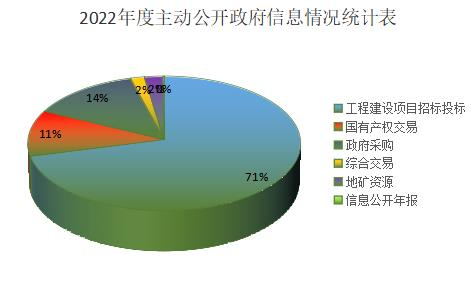 2022年度主动公开政府信息情况统计表
14%
2%
2%
0%
11%
71%
工程建设项目招标投标
国有产权交易
政府采购
综合交易
地矿资源
信息公开年报